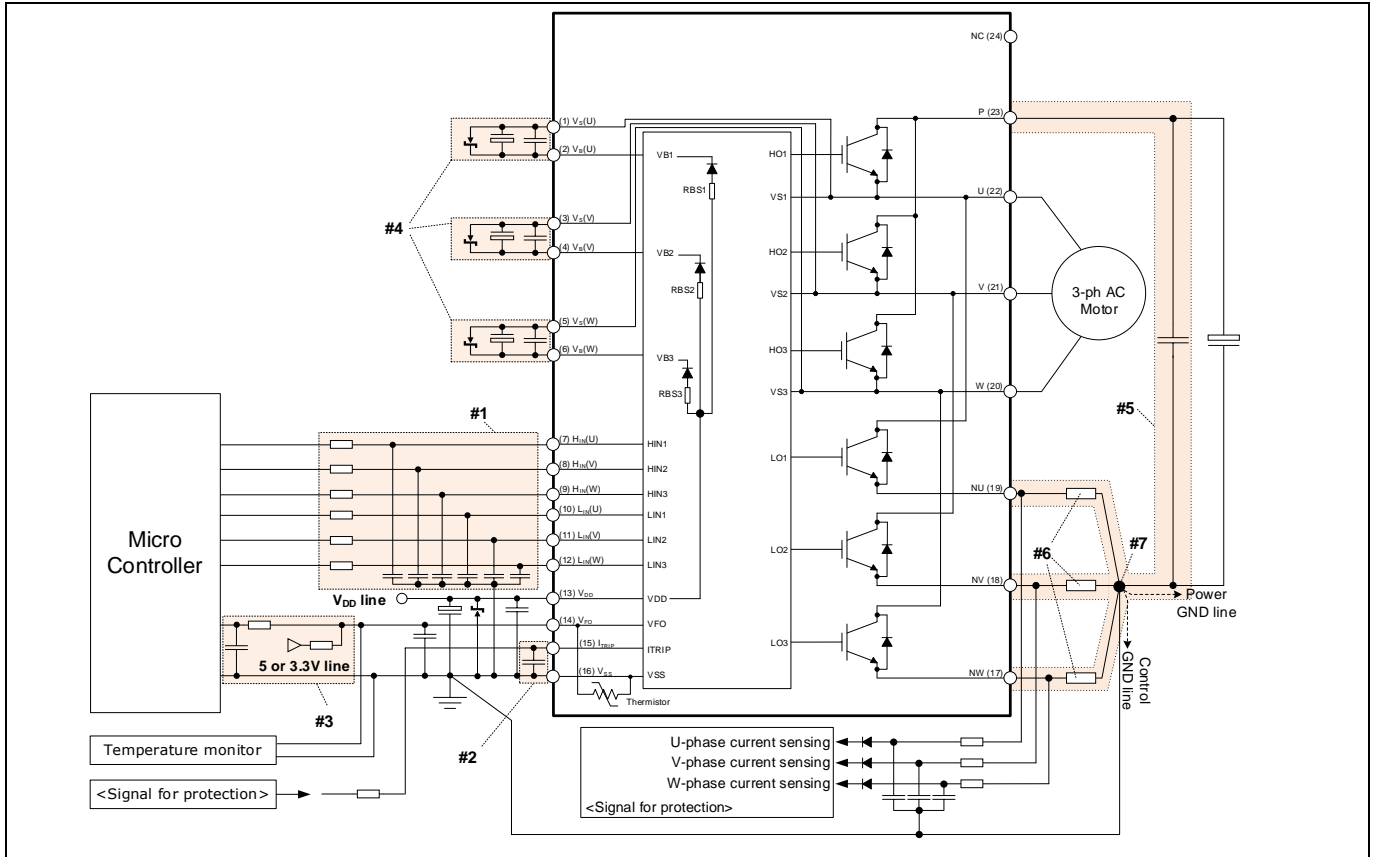 NC (24)
P (23)
(1) VS(U)
(2) VB(U)
VB1
HO1
RBS1
VS1
U (22)
#4
(3) VS(V)
(4) VB(V)
VB2
HO2
RBS2
VS2
V (21)
3-ph AC
Motor
(5) VS(W)
(6) VB(W)
VB3
HO3
RBS3
VS3
W (20)
#5
#1
Micro
Controller
(7) HIN(U)
HIN1
(8) HIN(V)
HIN2
(9) HIN(W)
HIN3
(10) LIN(U)
LIN1
(11) LIN(V)
LIN2
(12) LIN(W)
LIN3
LO1
NU (19)
LO2
#6
#7
NV (18)
VDD line
(13) VDD
VDD
(14) VFO
VFO
(15) ITRIP
ITRIP
(16) VSS
VSS
LO3
NW (17)
Power
GND line
Control
GND line
5 or 3.3V line
#3
Thermistor
#2
Temperature monitor
<Signal for protection>
U-phase current sensing
V-phase current sensing
W-phase current sensing
<Signal for protection>